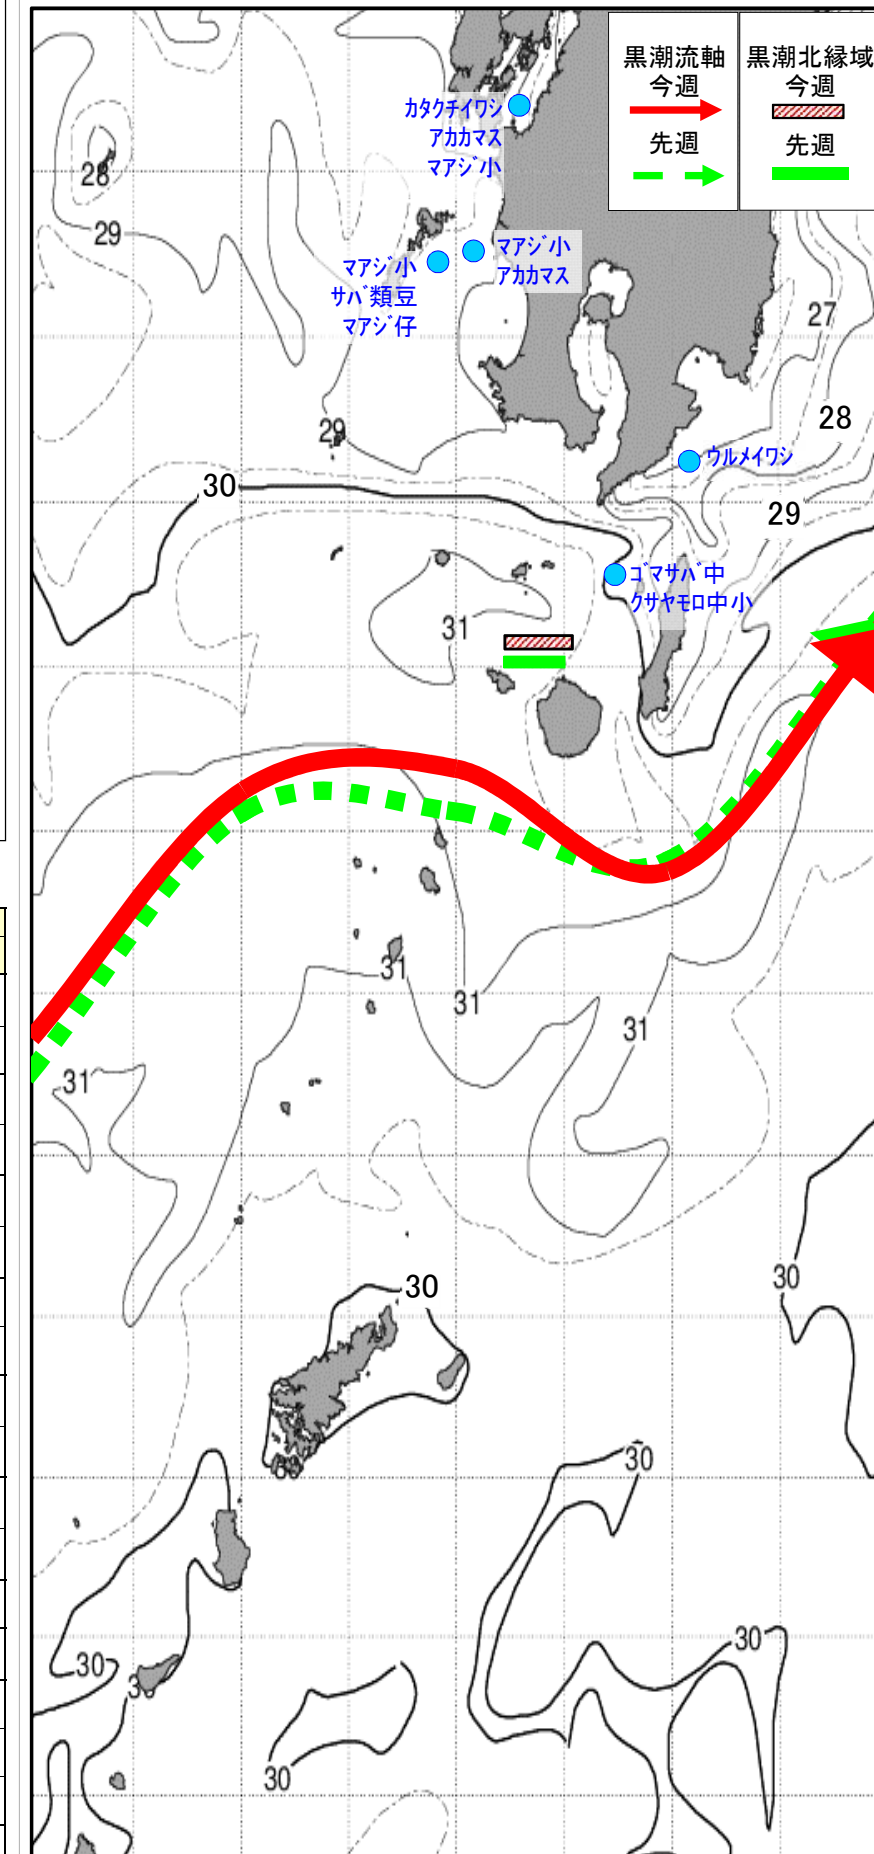 黒潮流軸
今週
先週
黒潮北縁域
今週
先週
カタクチイワシ
アカカマス
マアジ小
28
29
マアジ小
アカカマス
マアジ小
サバ類豆
マアジ仔
27
28
29
ウルメイワシ
30
29
ゴマサバ中
クサヤモロ中小
31
31
31
31
31
30
30
30
30
30
30